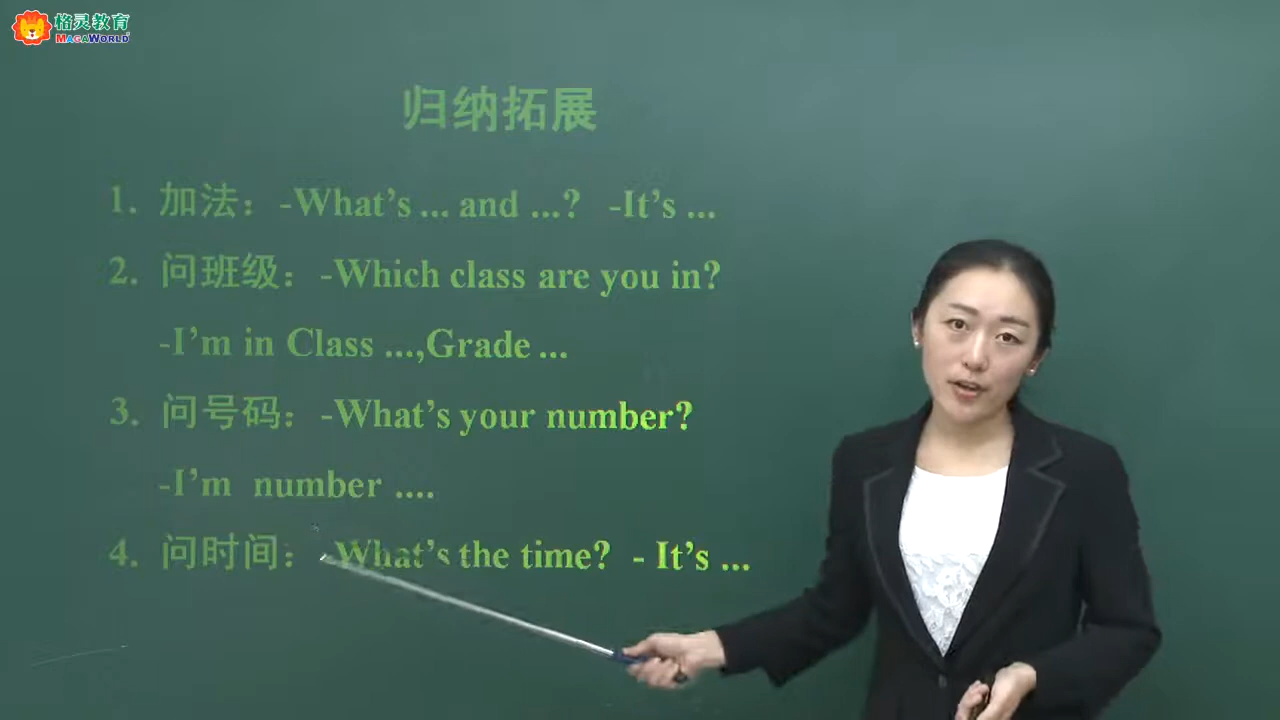 格灵教育
MAGAWORLD
归纳拓展
1. 加法：-What's ... and ...? -It's ...
2. 问班级：-Which class are you in?
-I'm in Class ...,Grade ...
3. 问号码：-What's your number?
-I'm number ....
4. 问时间：-What's the time? - It's ...